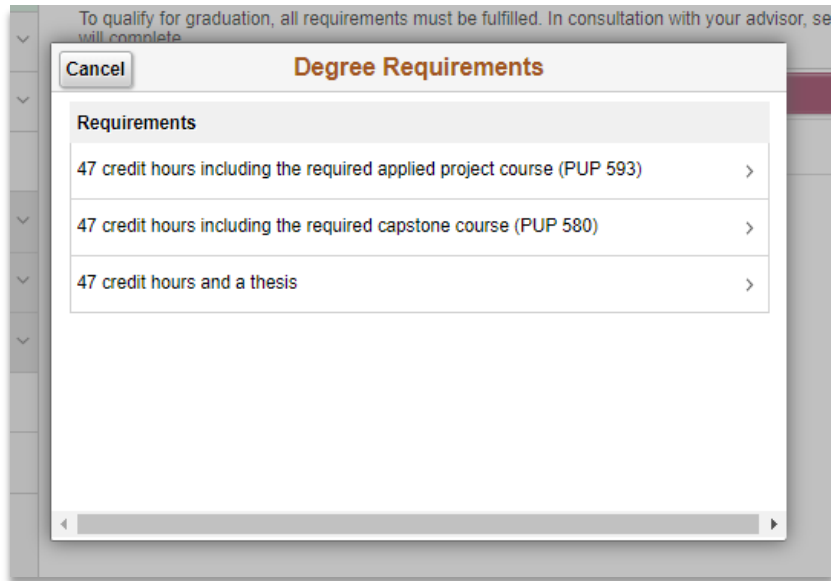 To qualify for graduation, all requirements must be fulfilled. In consultation with your advisor, se
will complete
Cancel
Degree Requirements
Requirements
47 credit hours including the required applied project course (PUP 593)
47 credit hours including the required capstone course (PUP 580)
47 credit hours and a thesis